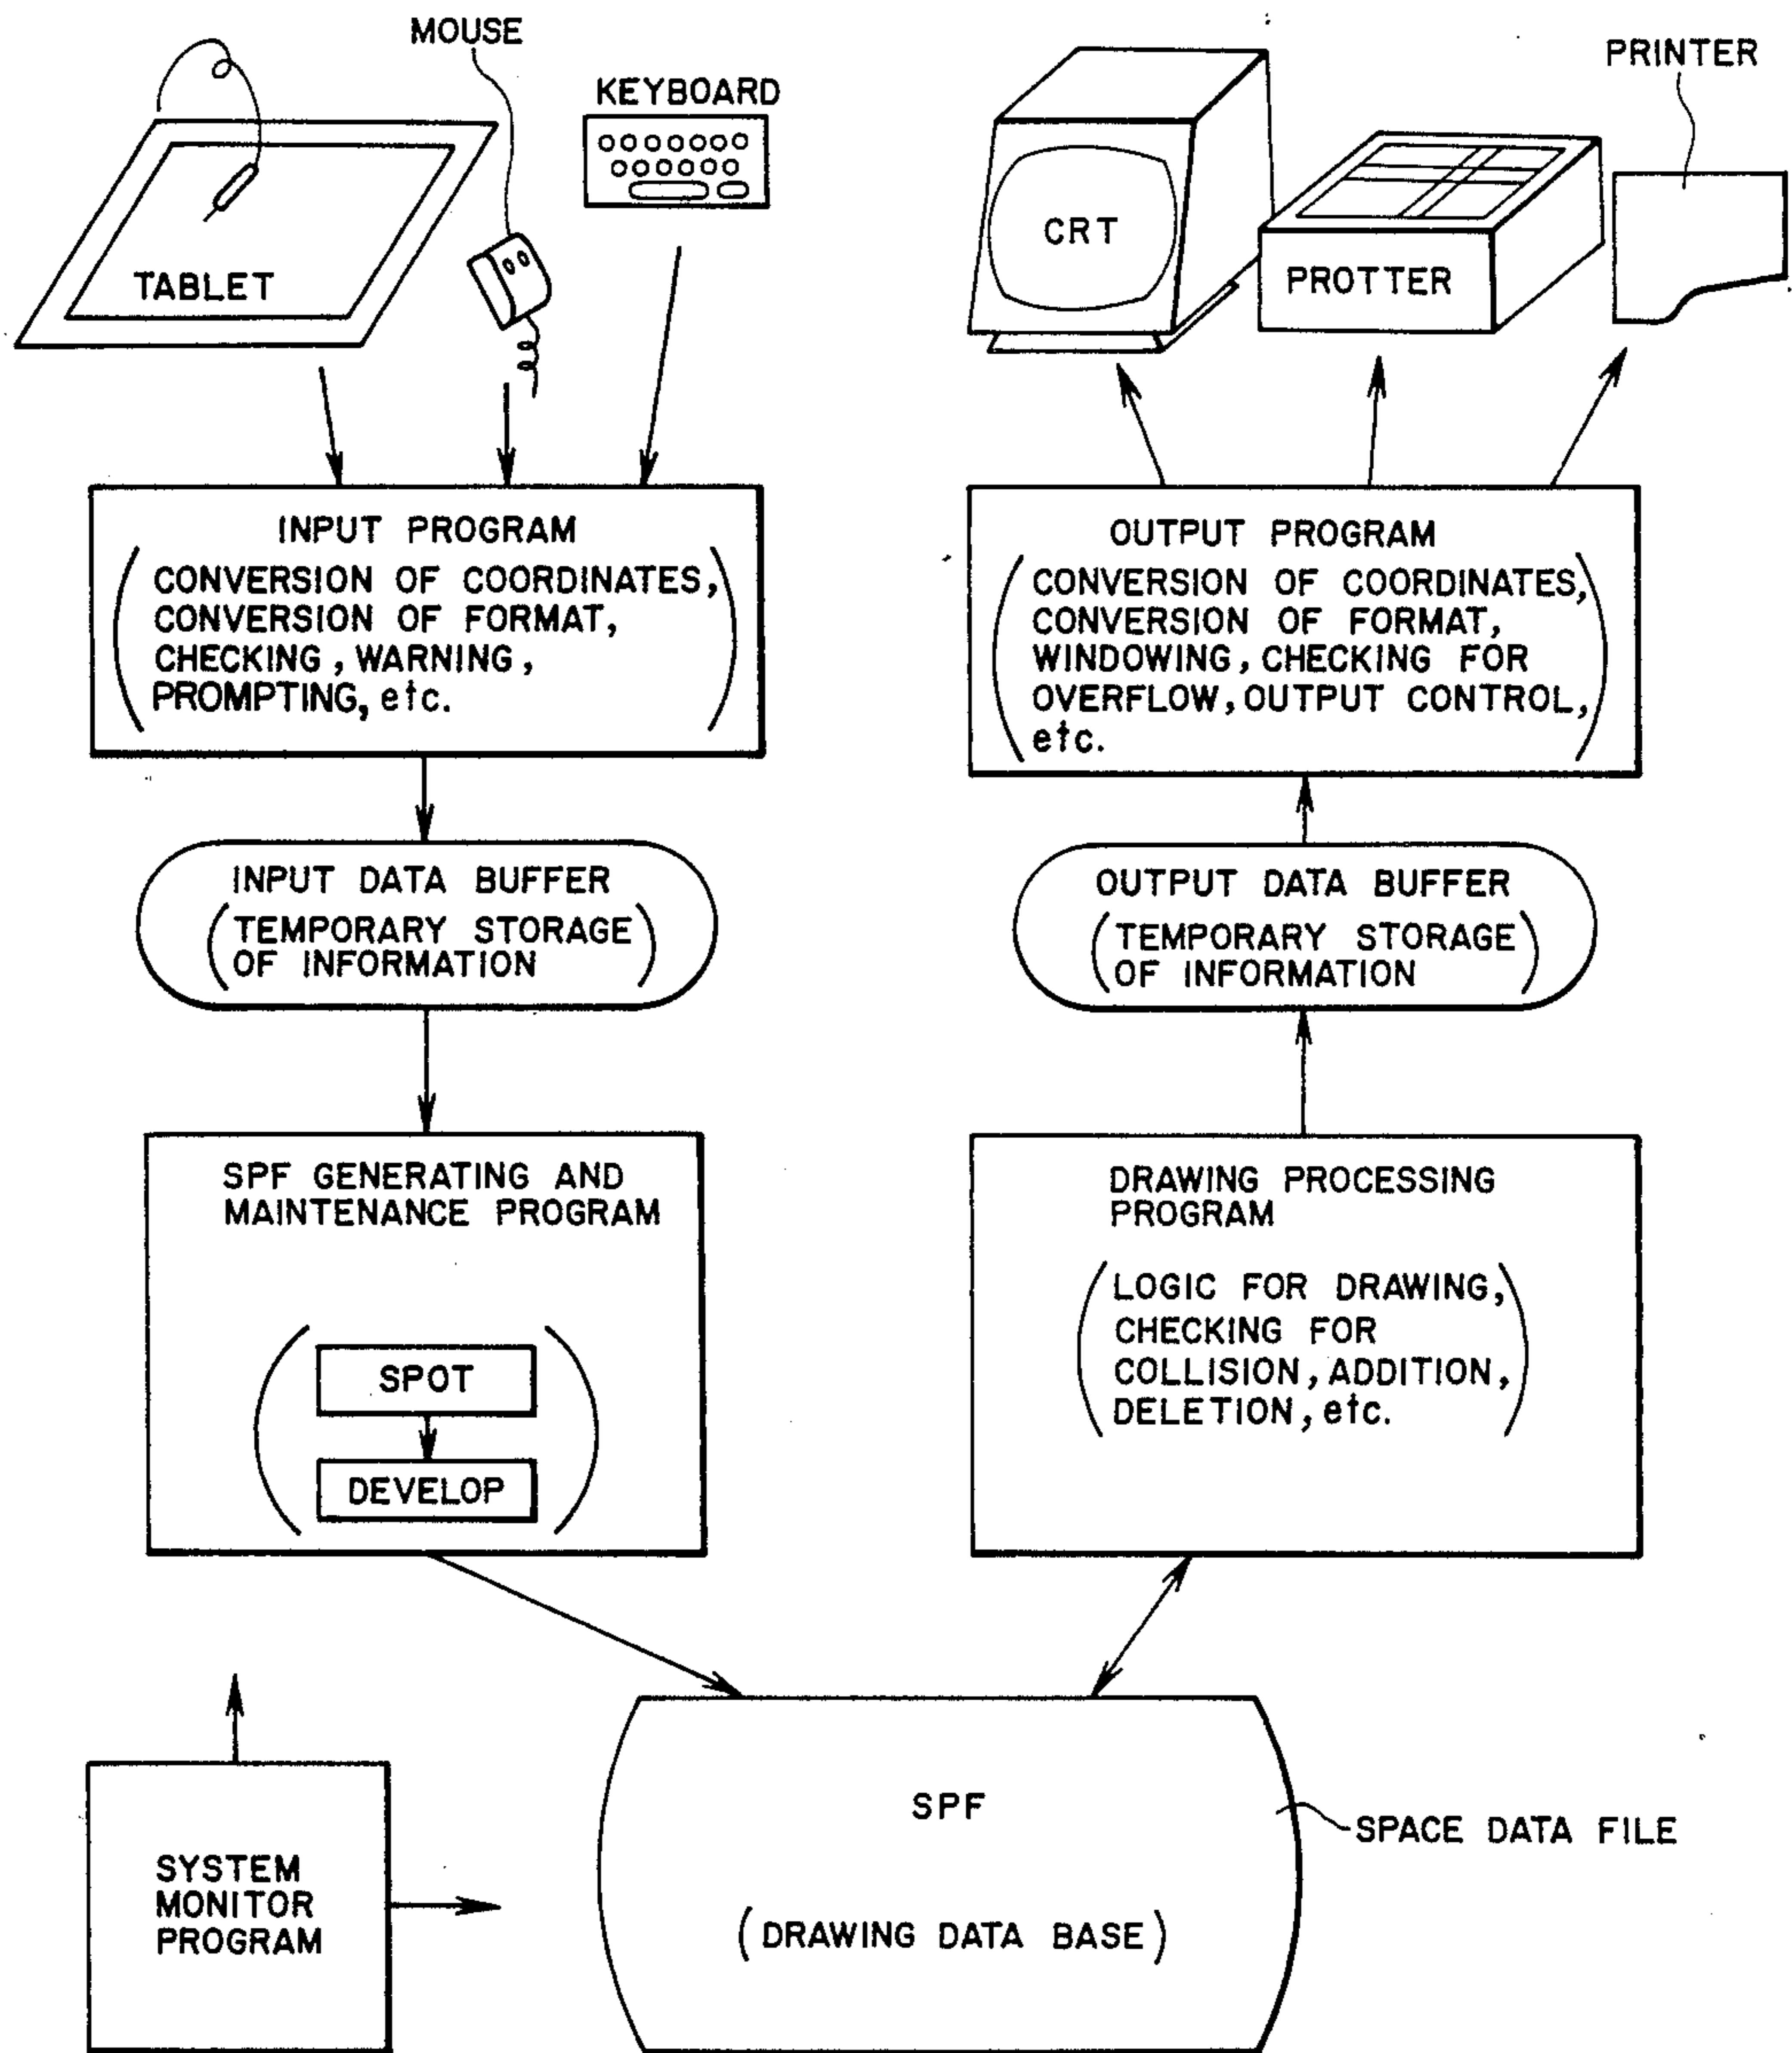 MOUSE
KEYBOARD
TABLET
PRINTER
CRT
PROTTER
INPUT PROGRAM
(CONVERSION OF COORDINATES,
CONVERSION OF FORMAT,
CHECKING, WARNING,
PROMPTING, etc.)
INPUT DATA BUFFER
(TEMPORARY STORAGE
OF INFORMATION)
SPF GENERATING AND
MAINTENANCE PROGRAM
(SPOT
DEVELOP)
OUTPUT PROGRAM
(CONVERSION OF COORDINATES,
CONVERSION OF FORMAT,
WINDOWING, CHECKING FOR
OVERFLOW, OUTPUT CONTROL,
etc.)
OUTPUT DATA BUFFER
(TEMPORARY STORAGE
OF INFORMATION)
DRAWING PROCESSING
PROGRAM
(LOGIC FOR DRAWING,
CHECKING FOR
COLLISION, ADDITION,
DELETION, etc.)
SYSTEM
MONITOR
PROGRAM
SPF
(DRAWING DATA BASE)
SPACE DATA FILE